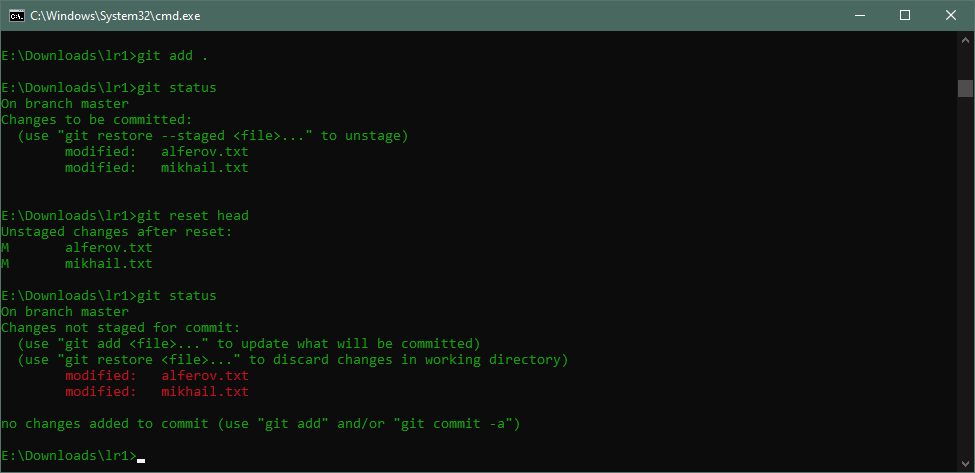 C:\Windows\System32\cmd.exe
E:\Downloads\lr1>git add .
E:\Downloads\lr1>git status
On branch master
Changes to be committed:
  (use "git restore --staged <file>..." to unstage)
        modified:   alferov.txt
        modified:   mikhail.txt
E:\Downloads\lr1>git reset head
Unstaged changes after reset:
M       alferov.txt
M       mikhail.txt
E:\Downloads\lr1>git status
On branch master
Changes not staged for commit:
  (use "git add <file>..." to update what will be committed)
  (use "git restore <file>..." to discard changes in working directory)
        modified:   alferov.txt
        modified:   mikhail.txt
no changes added to commit (use "git add" and/or "git commit -a")
E:\Downloads\lr1>